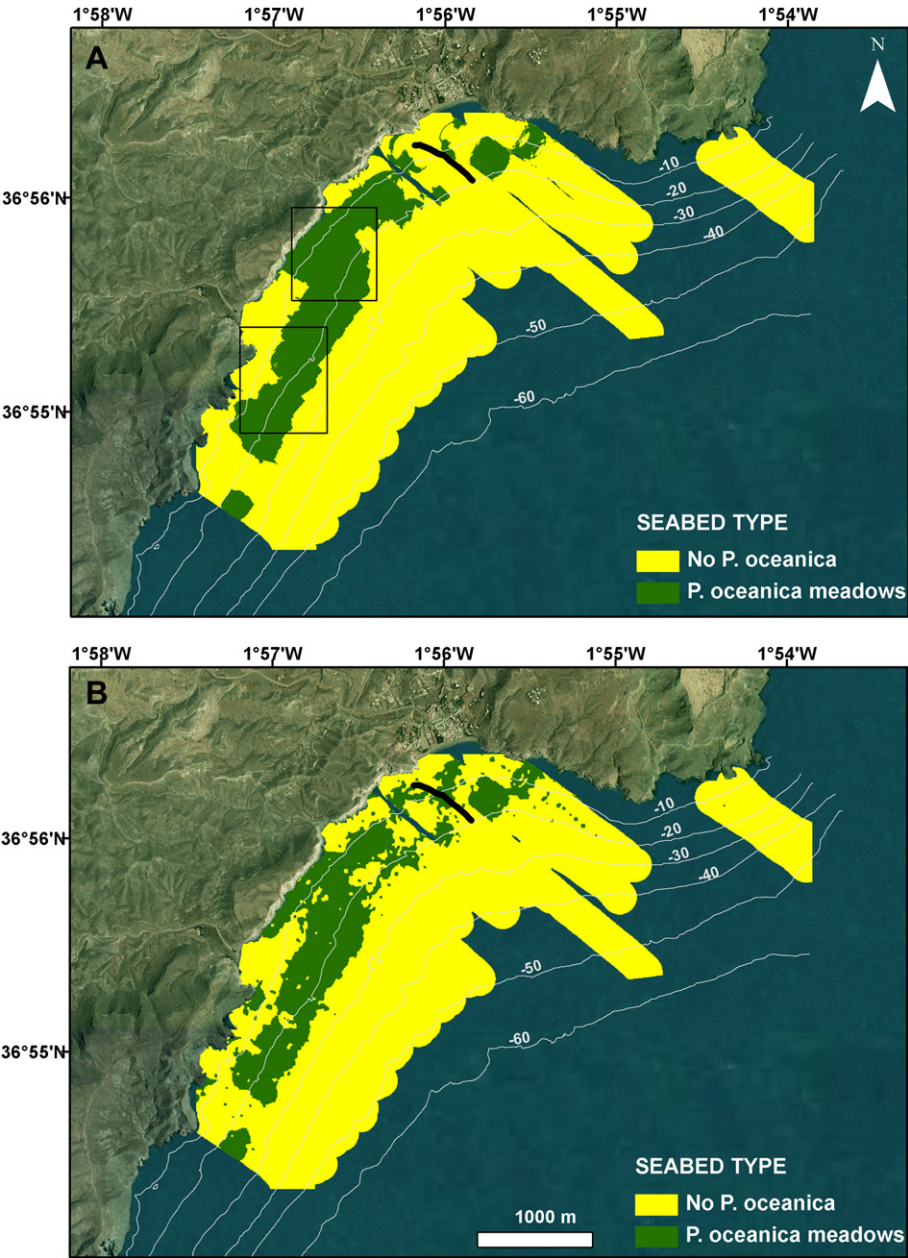 1°58'W 1°57'W 1°56'W 1°55'W 1°54'W
A
N
36°56'N
36°55'N
-10
-20
-30
-40
-50
-60
SEABED TYPE
No P. oceanica
P. oceanica meadows
1°58'W 1°57'W 1°56'W 1°55'W 1°54'W
B
36°56'N
36°55'N
-10
-20
-30
-40
-50
-60
SEABED TYPE
No P. oceanica
P. oceanica meadows
1000 m